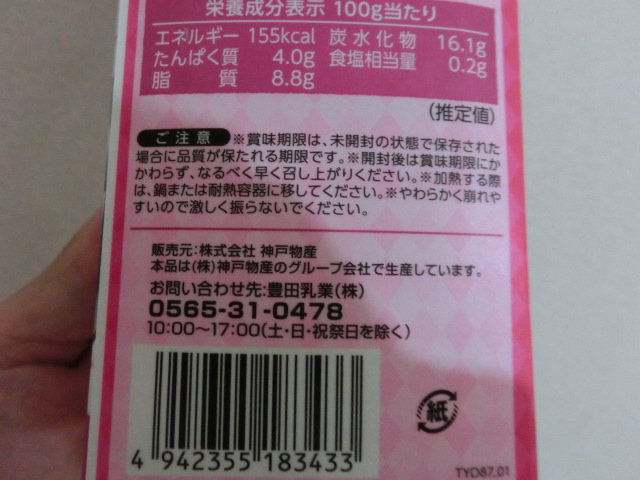 栄養成分表示 100g当たり
エネルギー 155kcal 炭水化物 16.1g
たんぱく質 4.0g 食塩相当量 0.2g
脂質 8.8g
(推定値)
ご注意 ※賞味期限は、未開封の状態で保存された
場合に品質が保たれる期限です。※開封後は賞味期限にか
かわらず、なるべく早く召し上がりください。※加熱する際
は、鍋または耐熱容器に移してください。※やわらかく崩れや
すいので激しく振らないでください。
販売元:株式会社 神戸物産
本品は(株)神戸物産のグループ会社で生産しています。
お問い合わせ先:豊田乳業(株)
0565-31-0478
10:00～17:00(土・日・祝祭日を除く)
紙
4 942355 183433
TYD87.01